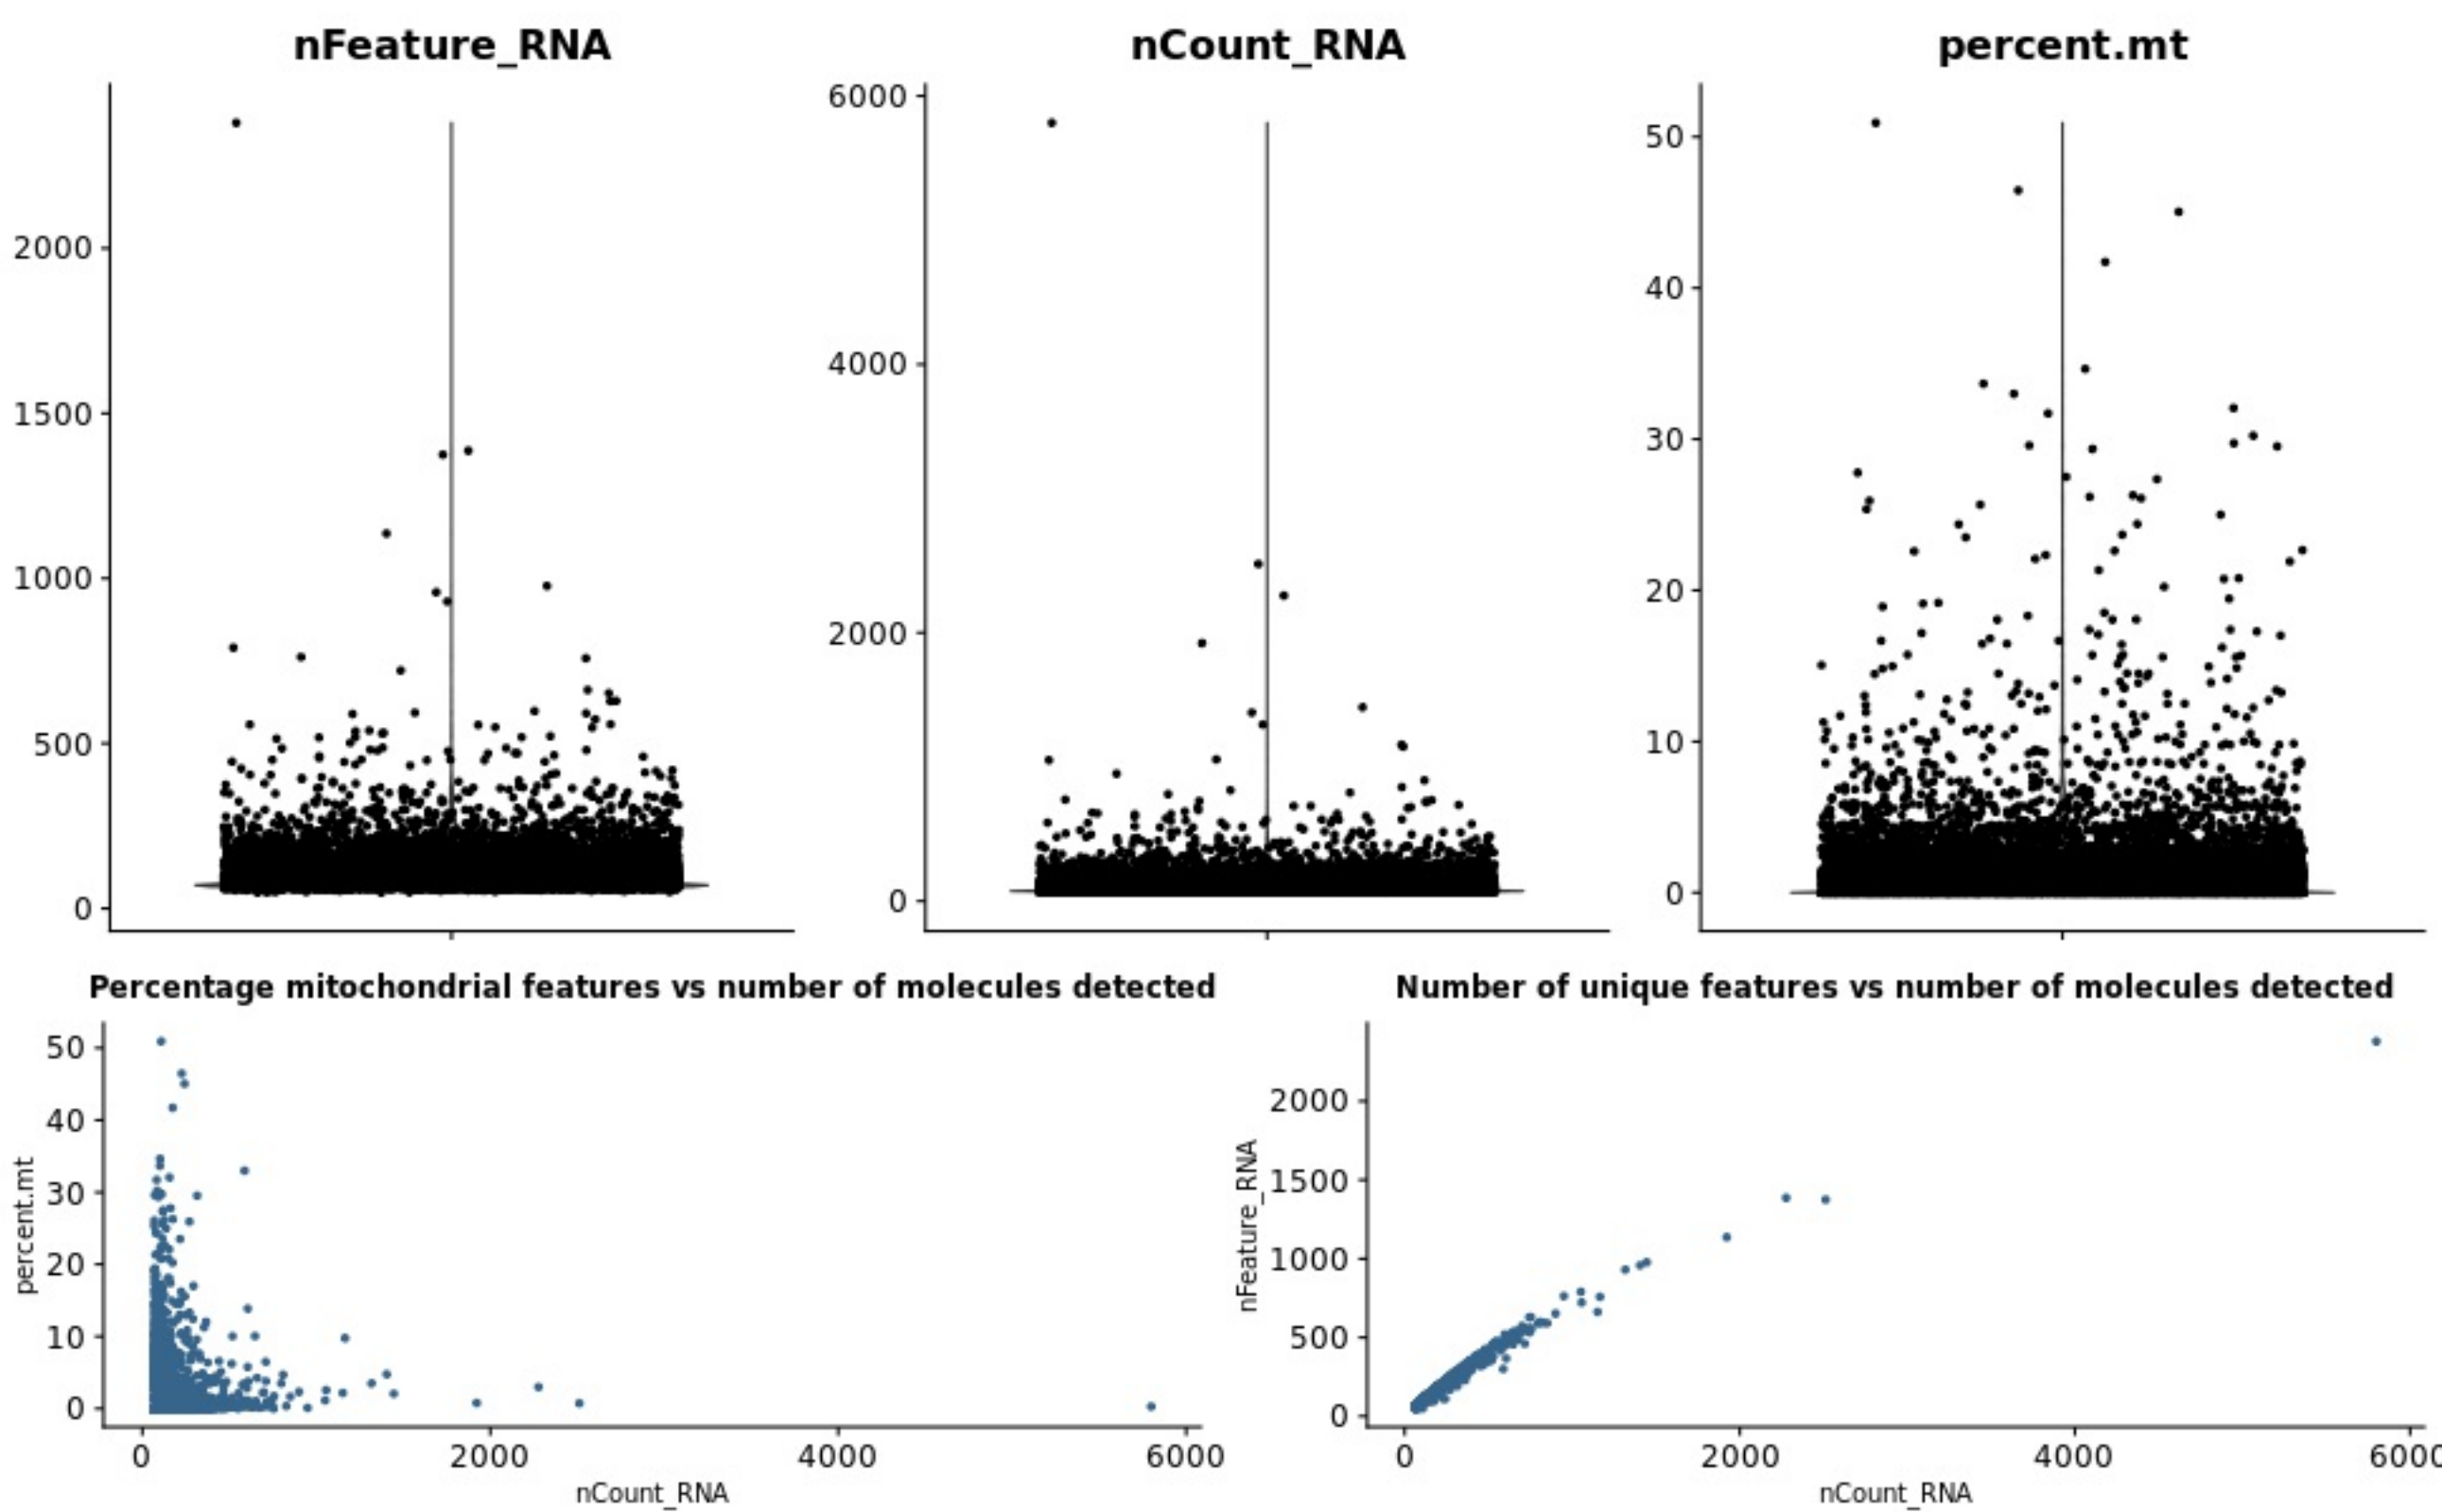 nFeature_RNA
2000
1500
1000
500
0
nCount_RNA
6000
4000
2000
0
percent.mt
50
40
30
20
10
0
Percentage mitochondrial features vs number of molecules detected
percent.mt
50
40
30
20
10
0
0 2000 4000 6000
nCount_RNA
Number of unique features vs number of molecules detected
nFeature_RNA
2000
1500
1000
500
0
0 2000 4000 6000
nCount_RNA